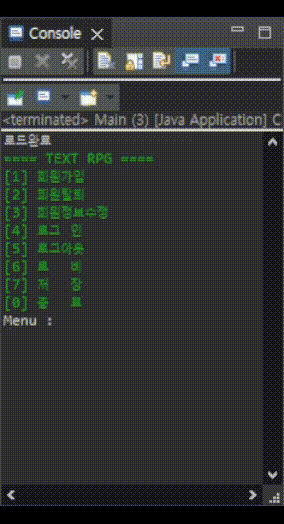 Console
<terminated> Main (3) [Java Application] C
로드완료
==== TEXT RPG ====
[1] 회원가입
[2] 회원탈퇴
[3] 회원정보수정
[4] 로그 인
[5] 로그아웃
[6] 로 비
[7] 저 장
[0] 종 료
Menu :